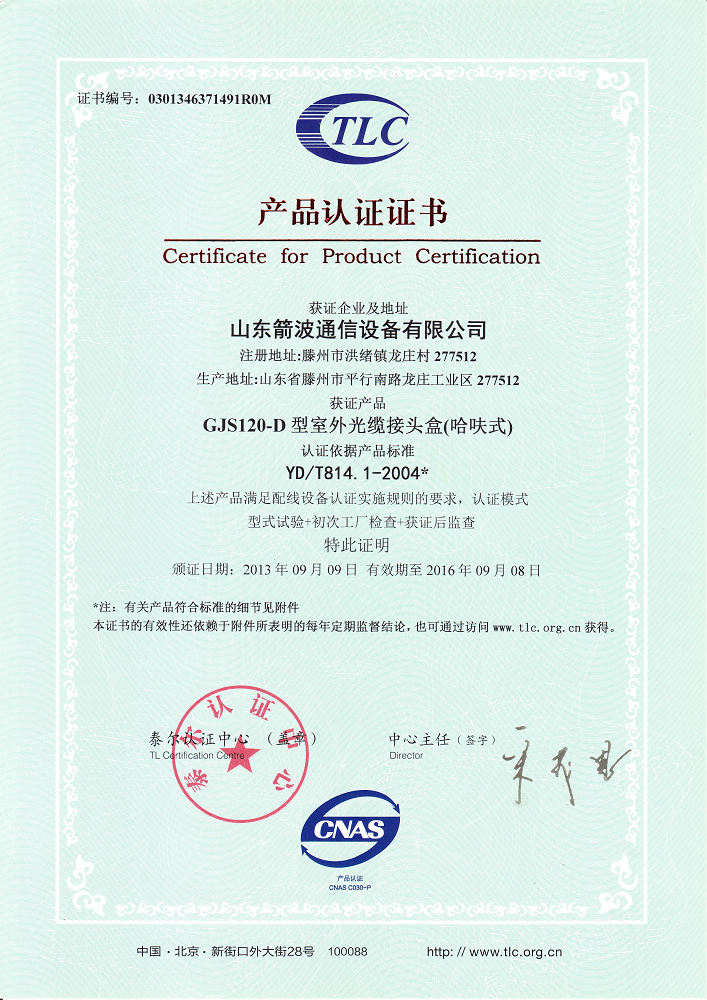 证书编号：0301346371491R0M
TLC
产品认证证书
Certificate for Product Certification
获证企业及地址
山东箭波通信设备有限公司
注册地址:滕州市洪绪镇龙庄村 277512
生产地址:山东省滕州市平行南路龙庄工业区 277512
获证产品
GJS120-D 型室外光缆接头盒(哈呋式)
认证依据产品标准
YD/T814.1-2004*
上述产品满足配线设备认证实施规则的要求，认证模式
型式试验+初次工厂检查+获证后监查
特此证明
颁证日期：2013 年 09 月 09 日 有效期至 2016 年 09 月 08 日
*注：有关产品符合标准的细节见附件
本证书的有效性还依赖于附件所表明的每年定期监督结论，也可通过访问 www.tlc.org.cn 获得。
泰尔认证中心
泰尔认证中心（盖章）
TL Certification Centre
中心主任（签字）
Director
CNAS
产品认证
CNAS C030-P
中国·北京·新街口外大街28号 100088
http://www.tlc.org.cn